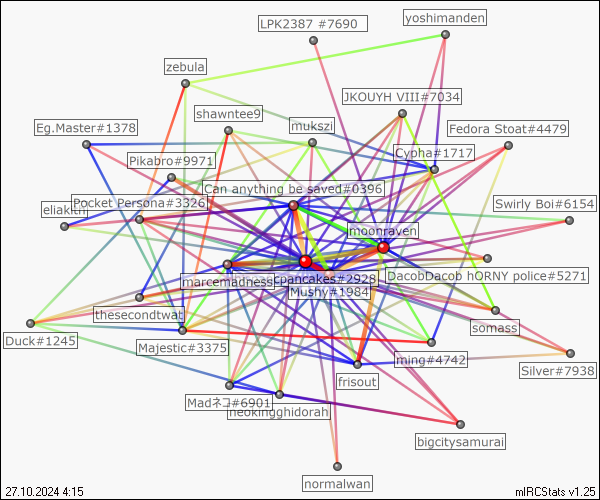 LPK2387 #7690
yoshimanden
zebula
JKOUYH VIII#7034
shawntee9
mukszi
Eg.Master#1378
Fedora Stoat#4479
Pikabro#9971
Cypha#1717
Can anything be saved#0396
Pocket Persona#3326
eliakth
Swirly Boi#6154
moonraven
marcemadness
pancakes#2928
DacobDacob hORNY police#5271
Mushy#1984
thesecondtwat
somass
Duck#1245
Majestic#3375
ming#4742
Silver#7938
frisout
Madネコ#6901
neokingghidorah
bigcitysamurai
normalwan
27.10.2024 4:15
mIRCStats v1.25